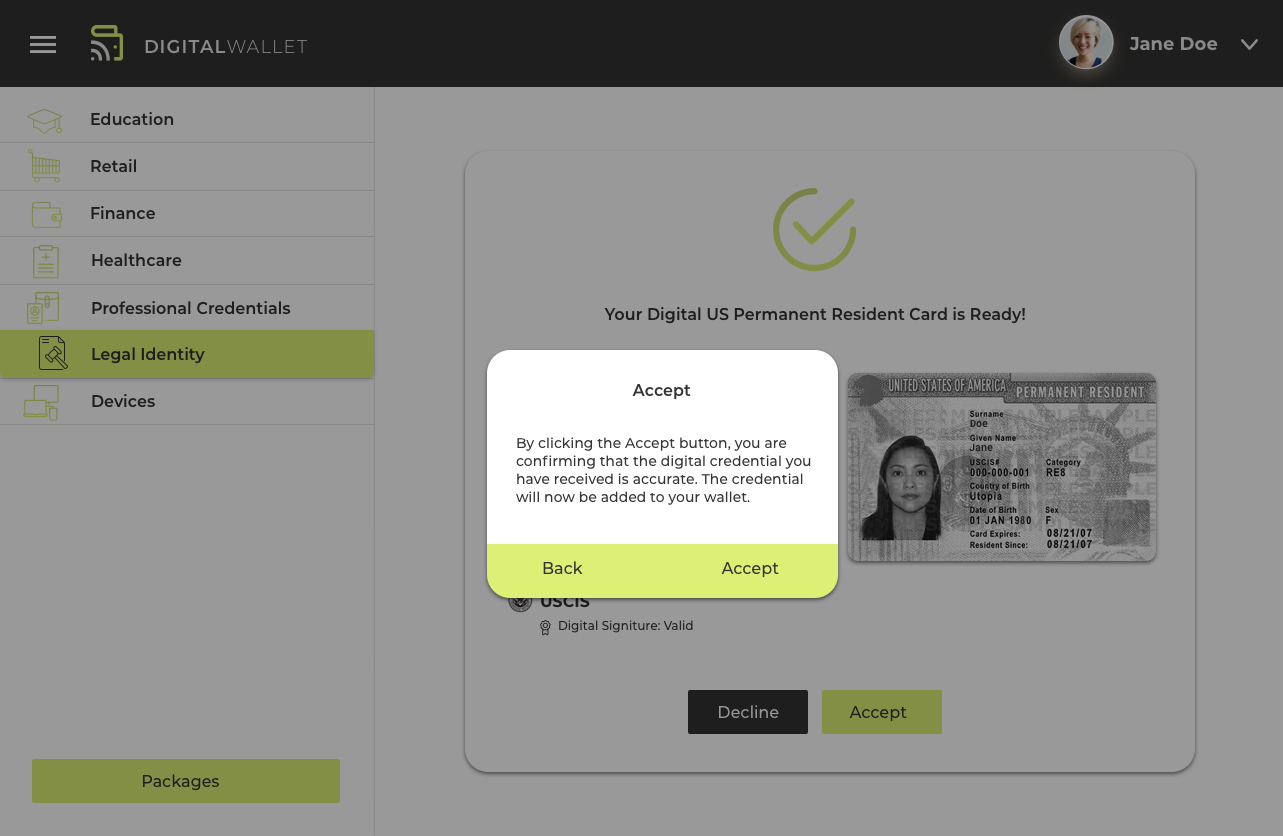 DIGITALWALLET
Jane Doe
Education
Retail
Finance
Healthcare
Professional Credentials
Legal Identity
Devices
Packages
Your Digital US Permanent Resident Card is Ready!
Accept
By clicking the Accept button, you are
confirming that the digital credential you
have received is accurate. The credential
will now be added to your wallet.
Back Accept
UNITED STATES OF AMERICA
PERMANENT RESIDENT
Surname
Doe
Given Name
Jane
USCIS# Category
000-000-001 RE8
Country of Birth
Utopia
Date of Birth Sex
01 JAN 1980 F
Card Expires: 08/21/07
Resident Since: 08/21/07
USCIS
Digital Signiture: Valid
Decline Accept